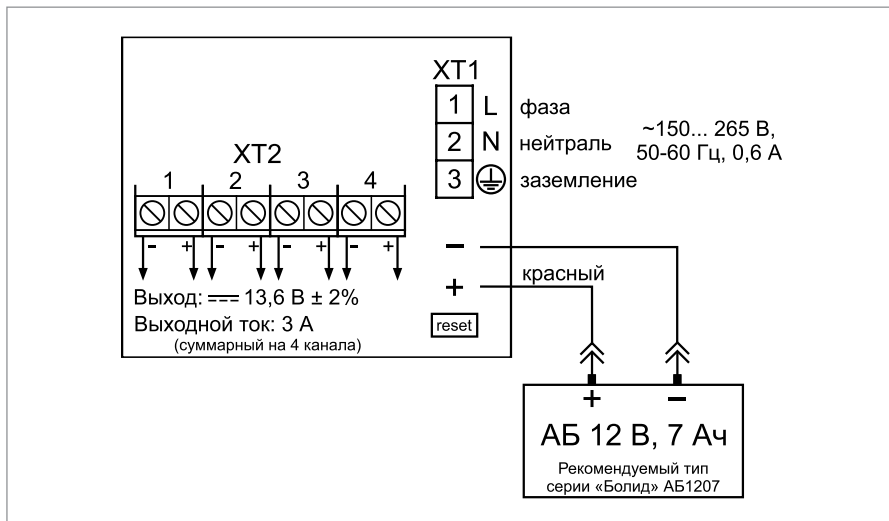 XT1
1 L фаза
2 N нейтраль
3 заземление
~150... 265 В,
50-60 Гц, 0,6 А
XT2
1 2 3 4
- + - + - + - +
Выход: 13,6 В ± 2%
Выходной ток: 3 А
(суммарный на 4 канала)
−
+ красный
reset
+ −
АБ 12 В, 7 Ач
Рекомендуемый тип
серии «Болид» АБ1207